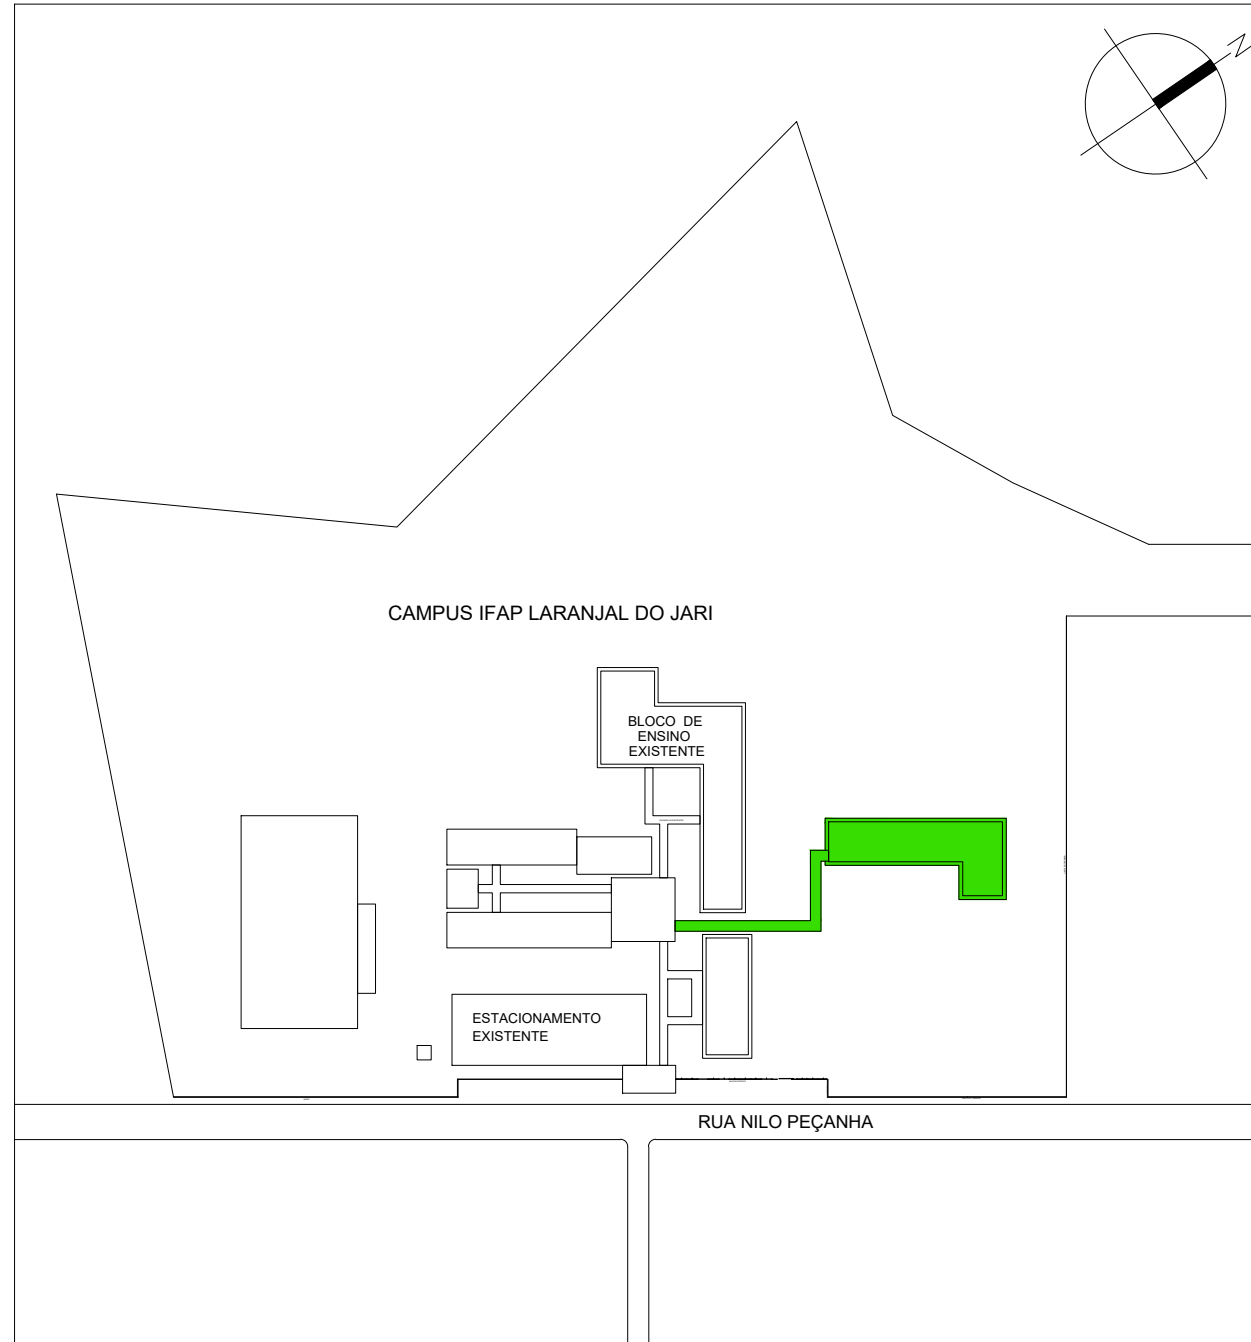 N
CAMPUS IFAP LARANJAL DO JARI
BLOCO DE
ENSINO
EXISTENTE
ESTACIONAMENTO
EXISTENTE
RUA NILO PEÇANHA